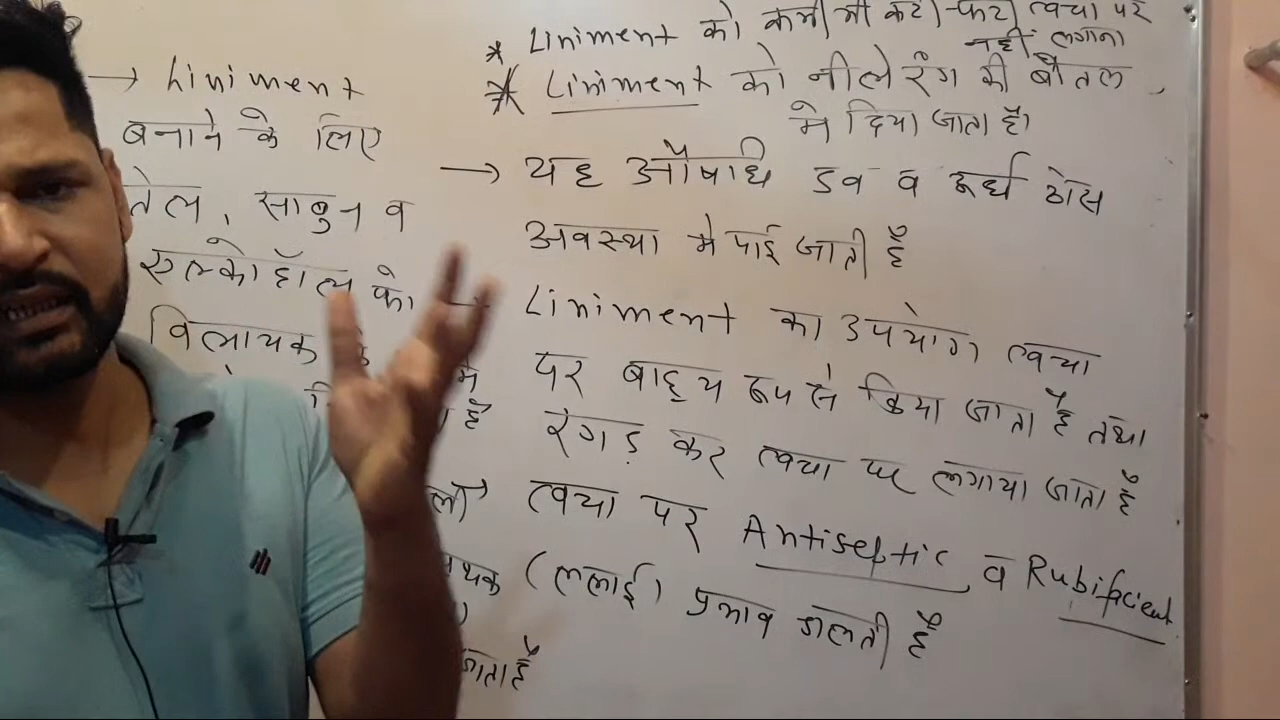 → Liniment
बनाने के लिए
तेल, साबुन व
एल्कोहॉल को
विलायक
* Liniment को कभी भी कटी-फटी त्वचा पर
नहीं लगाना
* Liniment को नीले रंग की बोतल
मे दिया जाता है।
→ यह औषधि द्रव व अर्ध ठोस
अवस्था मे पाई जाती है
→ Liniment का उपयोग त्वचा
पर बाह्य रूप से किया जाता है तथा
रंगड़ कर त्वचा पर लगाया जाता है
→ त्वचा पर Antiseptic व Rubifacient
(ललाई) प्रभाव डालती है
जाता है